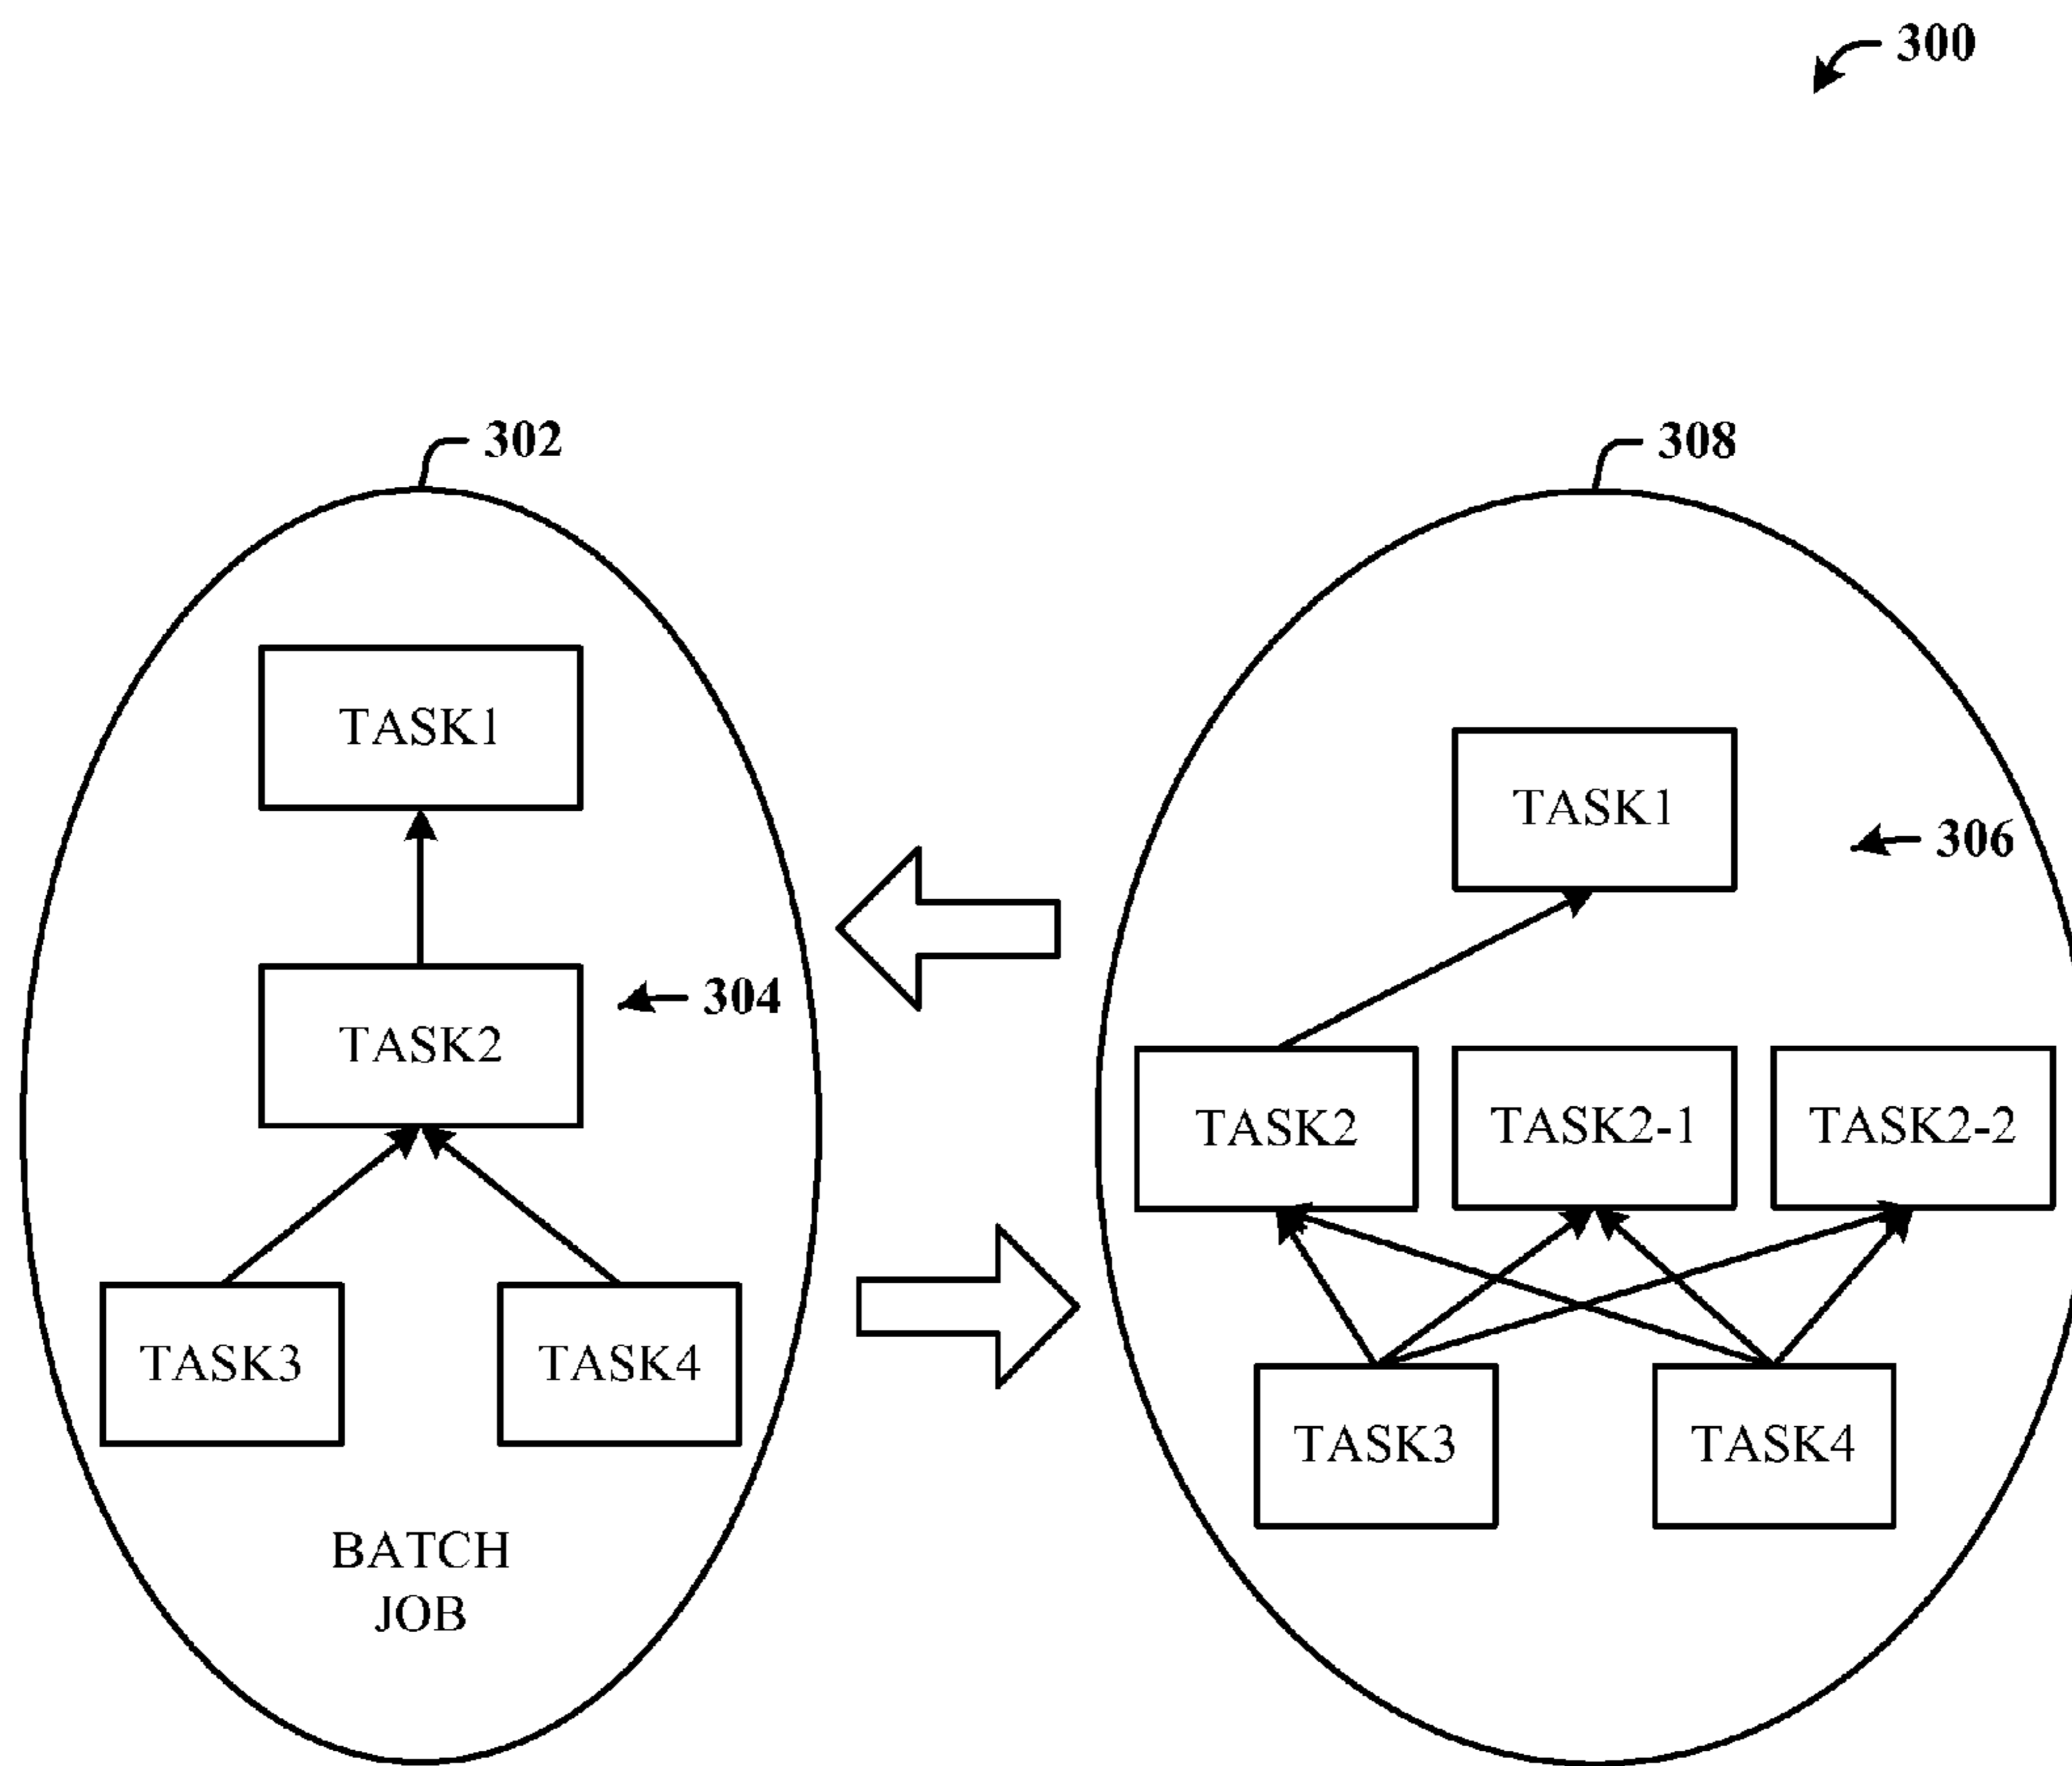 300
302
308
TASK1
TASK1
306
304
TASK2
TASK2
TASK2-1
TASK2-2
TASK3
TASK4
TASK3
TASK4
BATCH
JOB